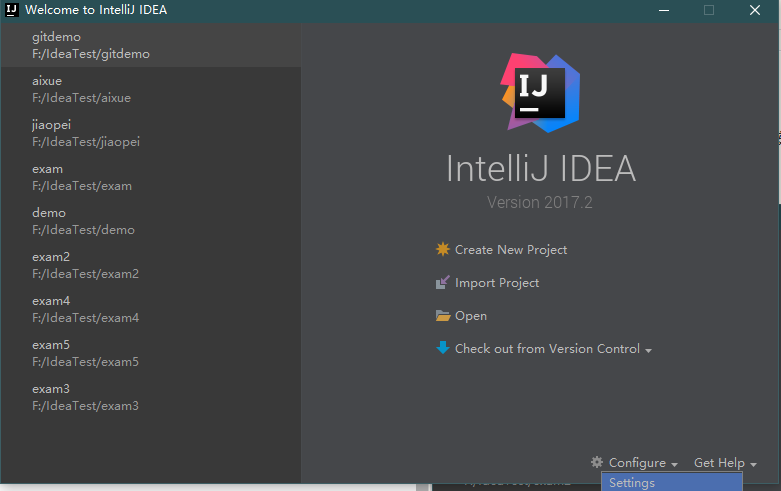 Welcome to IntelliJ IDEA
gitdemo
F:/IdeaTest/gitdemo
aixue
F:/IdeaTest/aixue
jiaopei
F:/IdeaTest/jiaopei
exam
F:/IdeaTest/exam
demo
F:/IdeaTest/demo
exam2
F:/IdeaTest/exam2
exam4
F:/IdeaTest/exam4
exam5
F:/IdeaTest/exam5
exam3
F:/IdeaTest/exam3
IJ
IntelliJ IDEA
Version 2017.2
Create New Project
Import Project
Open
Check out from Version Control
Configure
Get Help
Settings